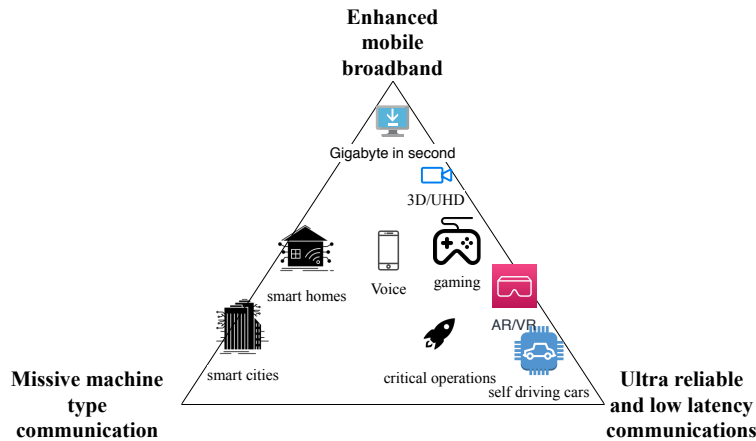 Enhanced
mobile
broadband
Gigabyte in second
3D/UHD
smart homes
Voice
gaming
AR/VR
smart cities
critical operations
self driving cars
Missive machine
type
communication
Ultra reliable
and low latency
communications